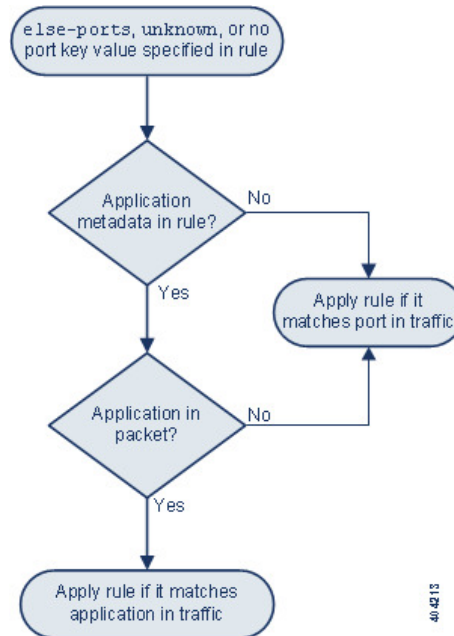 else-ports, unknown, or no
port key value specified in rule
Application
metadata in rule?
No
Yes
Apply rule if it
matches port in traffic
Application in
packet?
No
Yes
Apply rule if it matches
application in traffic
404213